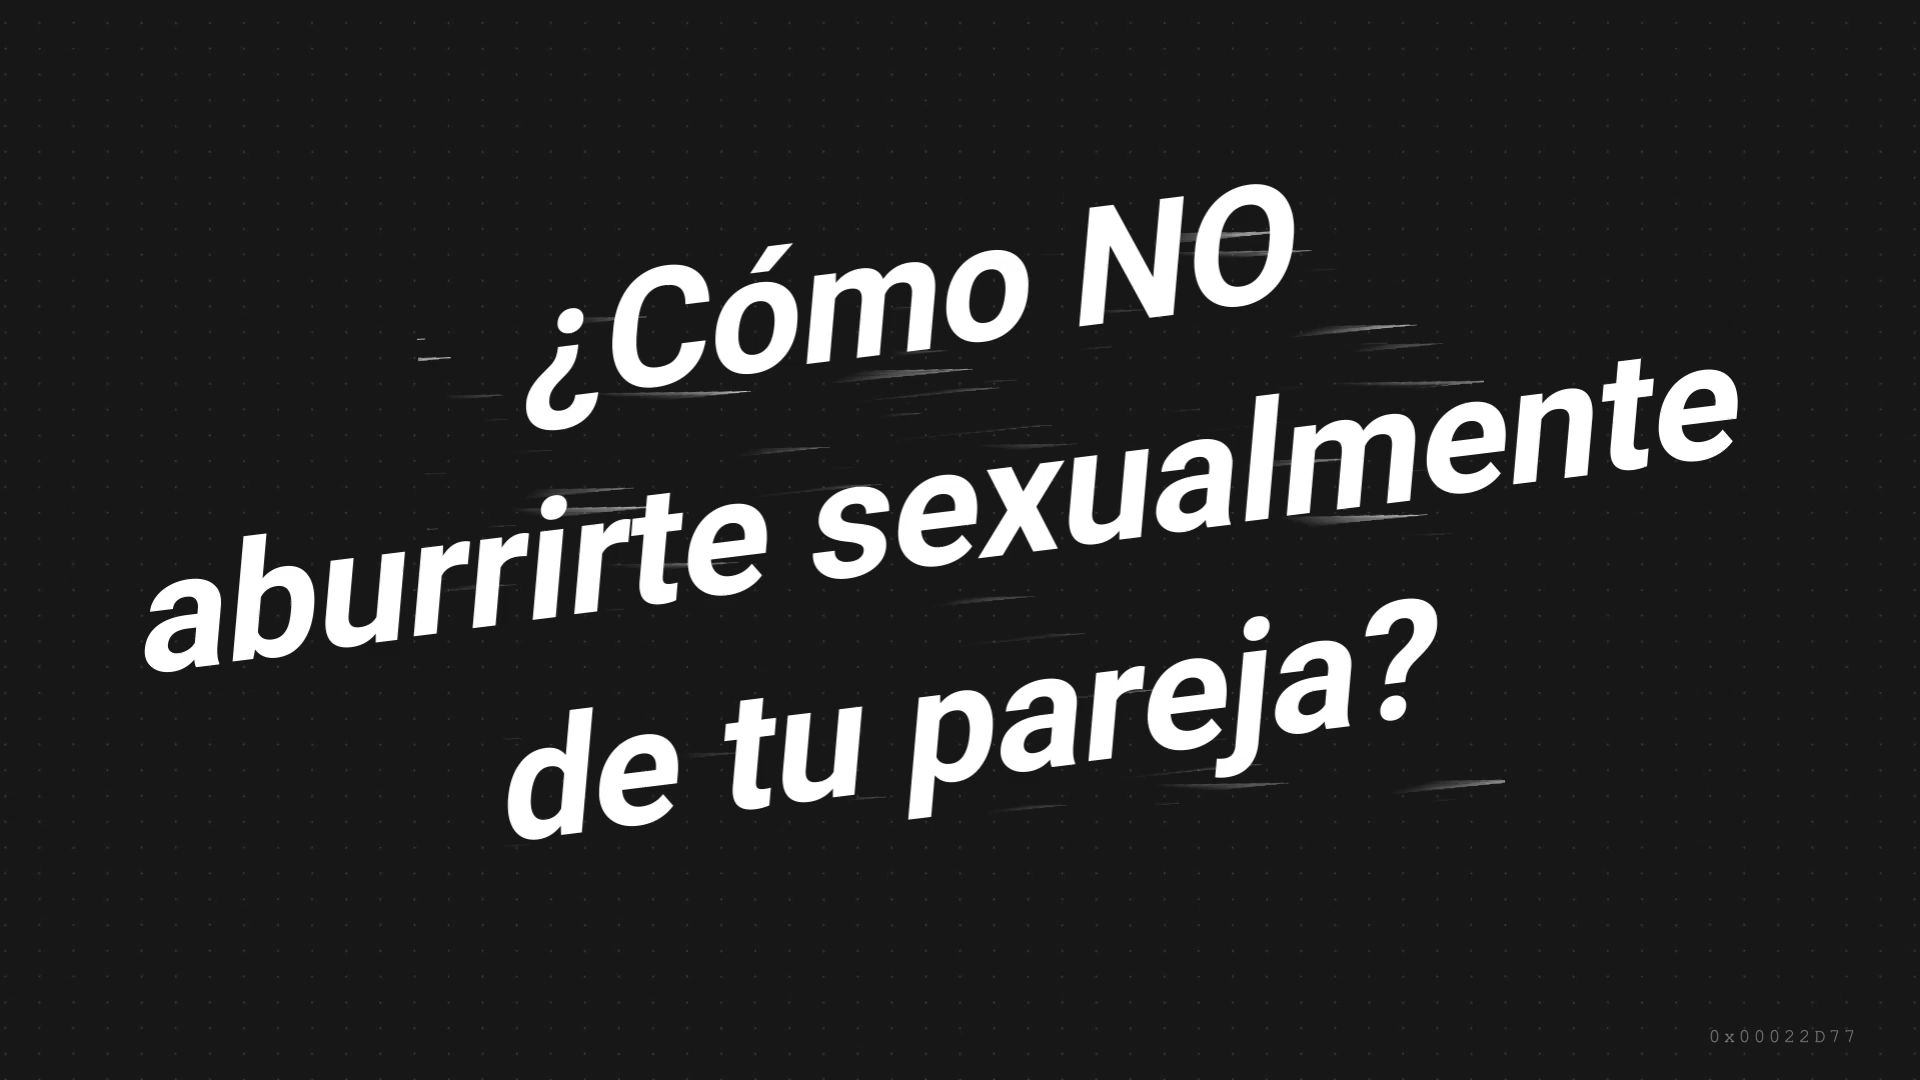 ¿Cómo NO
aburrirte sexualmente
de tu pareja?
0x00022D77